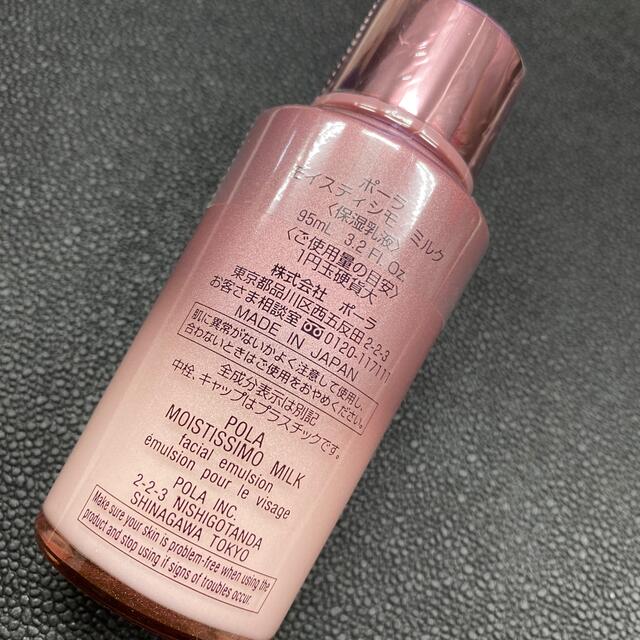 ポーラ
モイスティシモ ミルク
〈保湿乳液〉
95mL 3.2 FL.Oz.
〈ご使用量の目安〉
1円玉硬貨大
株式会社 ポーラ
東京都品川区西五反田2-2-3
お客さま相談室 0120-117111
MADE IN JAPAN
肌に異常がないかよく注意して使用し、
合わないときはご使用をおやめください。
全成分表示は別記
中栓、キャップはプラスチックです。
POLA
MOISTISSIMO MILK
facial emulsion
émulsion pour le visage
POLA INC.
2-2-3 NISHIGOTANDA
SHINAGAWA TOKYO
Make sure your skin is problem-free when using the
product and stop using if signs of troubles occur.